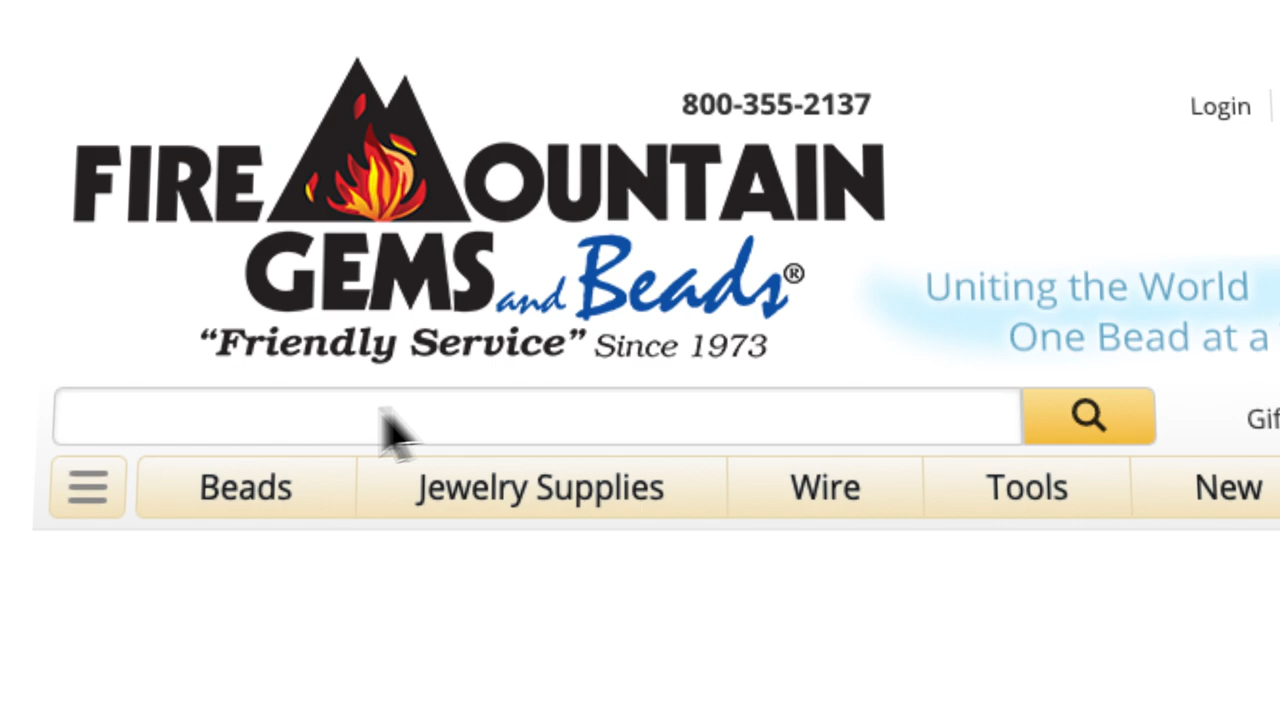 800-355-2137
Login
FIRE MOUNTAIN
GEMS and Beads®
“Friendly Service” Since 1973
Uniting the World
One Bead at a
Beads
Jewelry Supplies
Wire
Tools
New